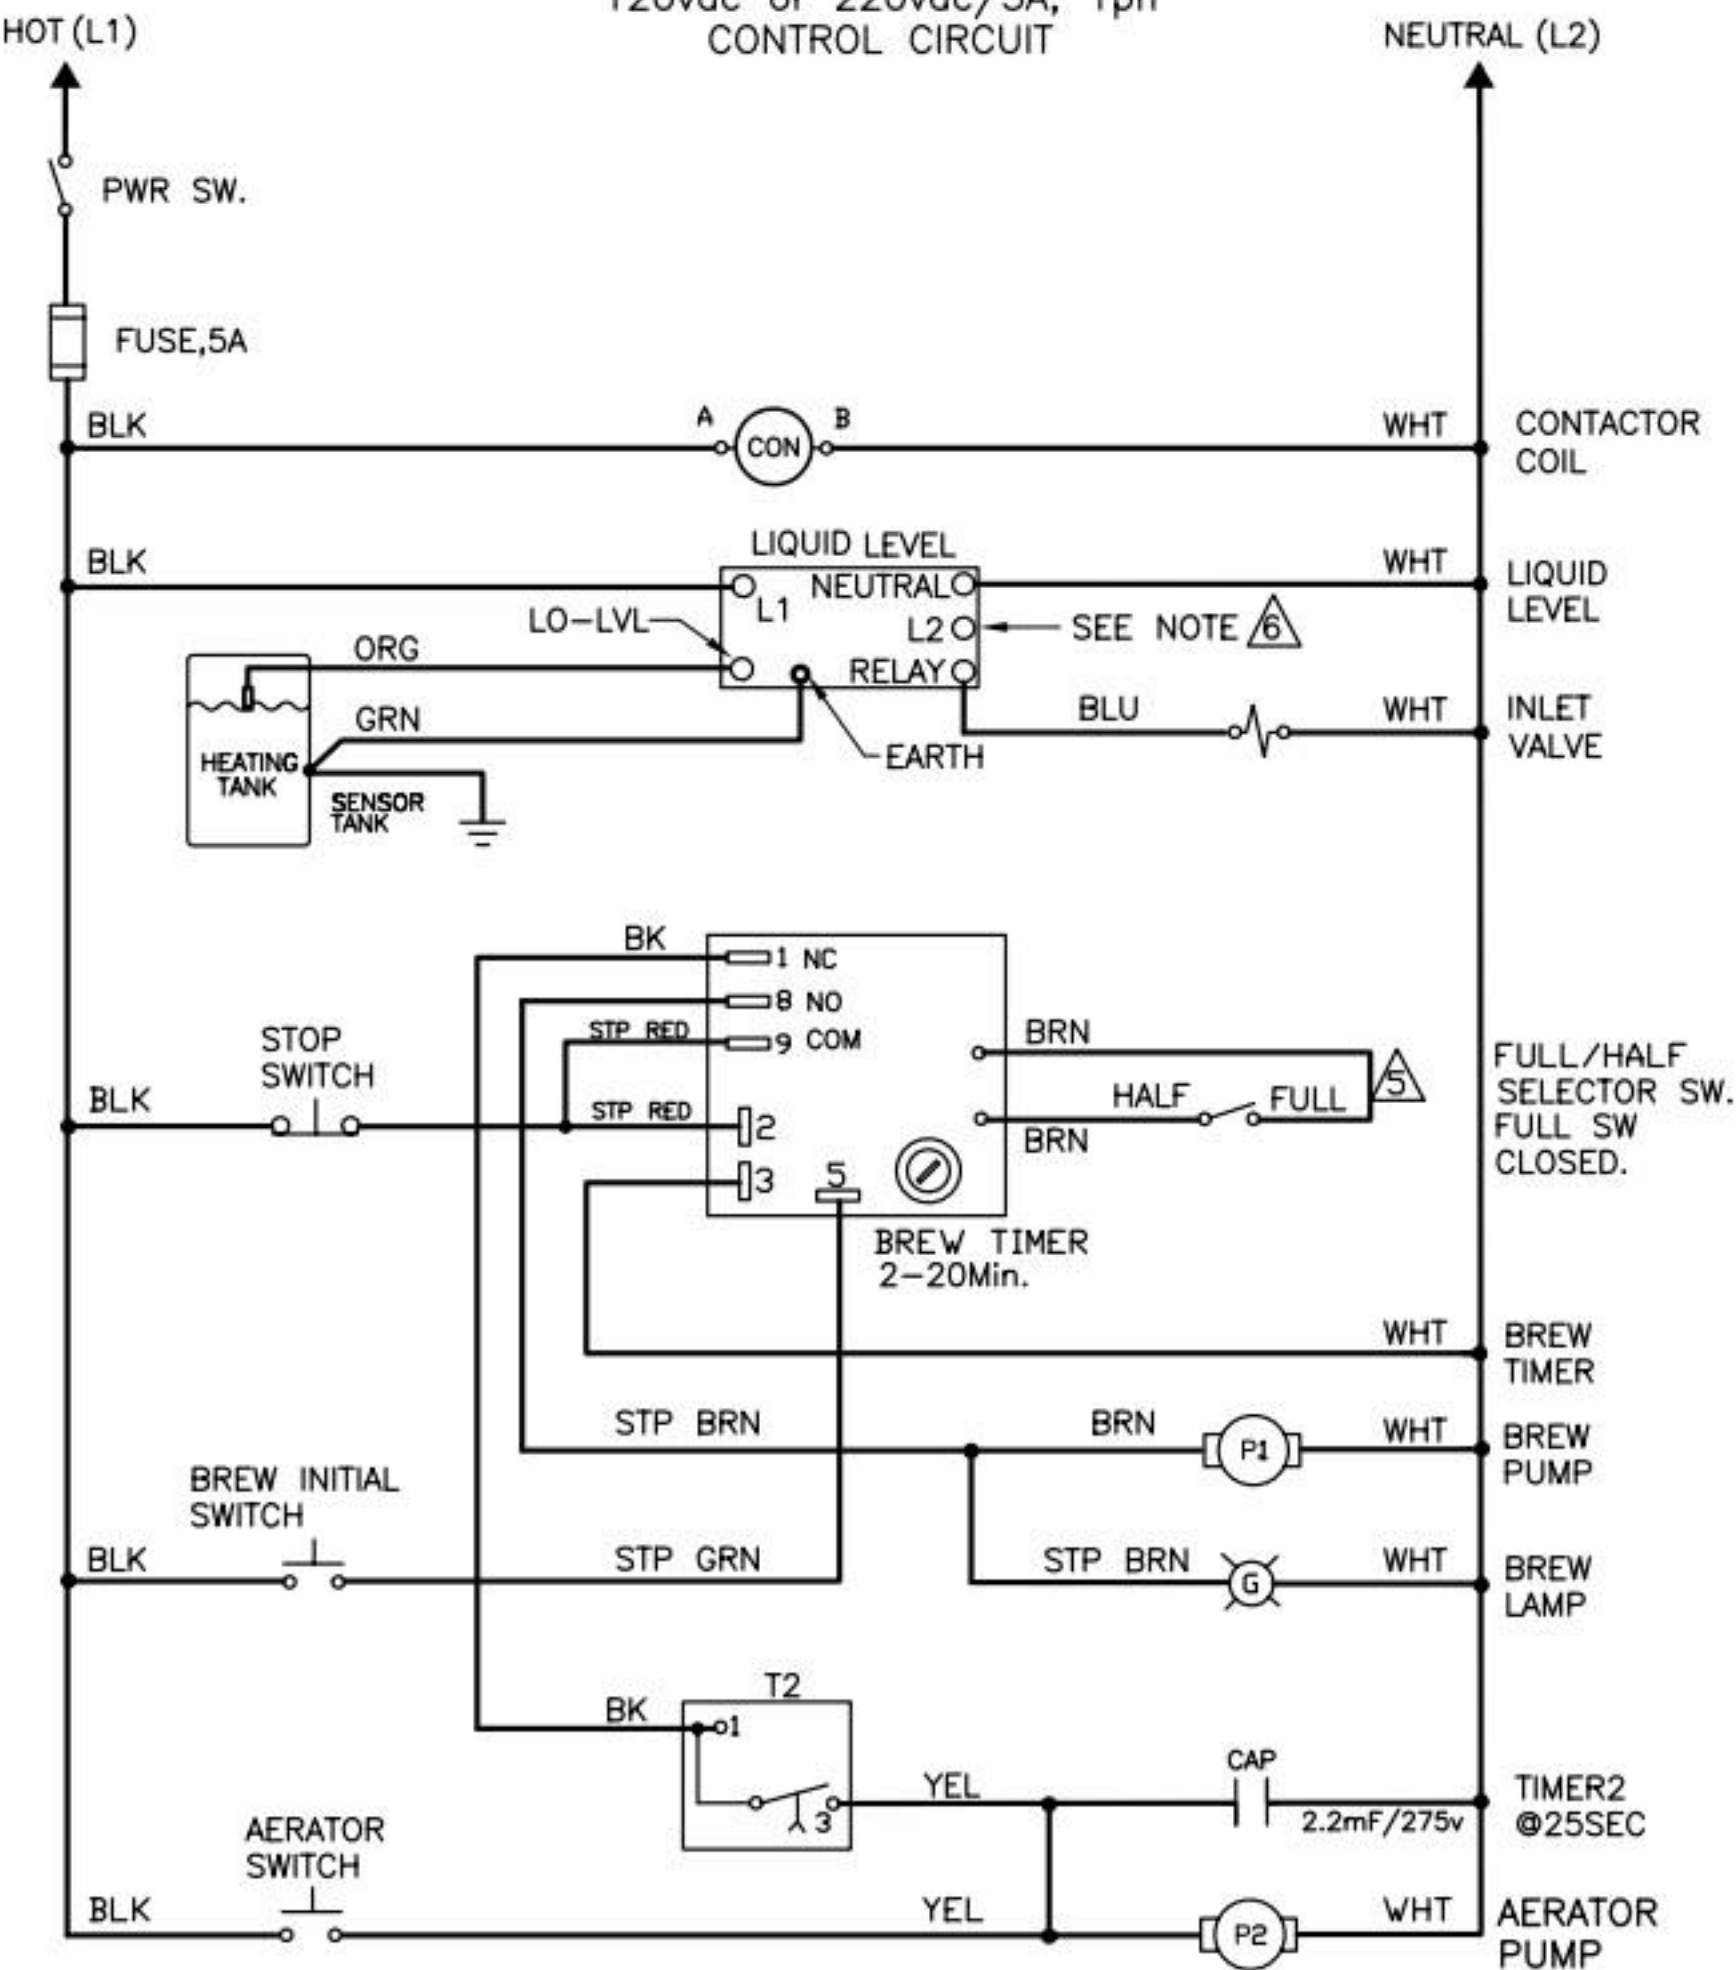 120vac or 220vac/5A, 1ph
CONTROL CIRCUIT
HOT (L1)
NEUTRAL (L2)
PWR SW.
FUSE,5A
BLK
A
CON
B
WHT
CONTACTOR
COIL
BLK
LIQUID LEVEL
L1
NEUTRAL
WHT
LIQUID
LEVEL
LO-LVL
L2
SEE NOTE 6
ORG
RELAY
GRN
BLU
WHT
INLET
VALVE
EARTH
HEATING
TANK
SENSOR
TANK
BK
1 NC
8 NO
STP RED
9 COM
BRN
STOP
SWITCH
BLK
STP RED
2
HALF
FULL
5
BRN
FULL/HALF
SELECTOR SW.
FULL SW
CLOSED.
3
5
BREW TIMER
2-20Min.
WHT
BREW
TIMER
STP BRN
BRN
P1
WHT
BREW
PUMP
BREW INITIAL
SWITCH
BLK
STP GRN
STP BRN
G
WHT
BREW
LAMP
T2
BK
1
3
YEL
CAP
2.2mF/275v
TIMER2
@25SEC
AERATOR
SWITCH
BLK
YEL
P2
WHT
AERATOR
PUMP